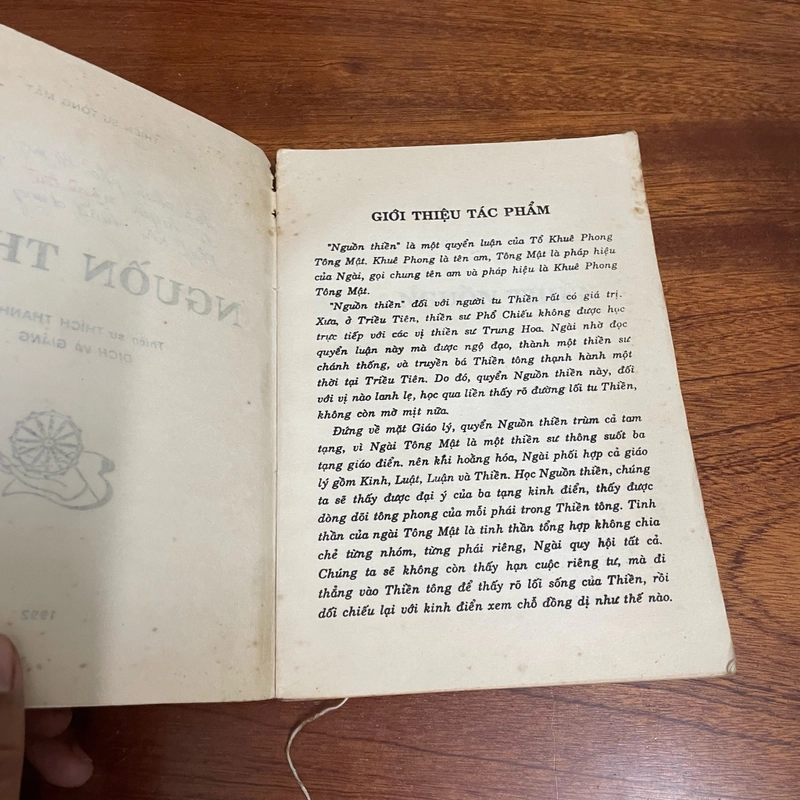 THIỀN SƯ TÔNG MẬT
NGUỒN TH
Thiền sư THÍCH THANH
DỊCH VÀ GIẢNG
1992
GIỚI THIỆU TÁC PHẨM
"Nguồn thiền" là một quyển luận của Tổ Khuê Phong
Tông Mật. Khuê Phong là tên am, Tông Mật là pháp hiệu
của Ngài, gọi chung tên am và pháp hiệu là Khuê Phong
Tông Mật.
"Nguồn thiền" đối với người tu Thiền rất có giá trị.
Xưa, ở Triều Tiên, thiền sư Phổ Chiếu không được học
trực tiếp với các vị thiền sư Trung Hoa. Ngài nhờ đọc
quyển luận này mà được ngộ đạo, thành một thiền sư
chánh thống, và truyền bá Thiền tông thạnh hành một
thời tại Triều Tiên. Do đó, quyển Nguồn thiền này, đối
với vị nào lanh lẹ, học qua liền thấy rõ đường lối tu Thiền,
không còn mờ mịt nữa.
Đứng về mặt Giáo lý, quyển Nguồn thiền trùm cả tam
tạng, vì Ngài Tông Mật là một thiền sư thông suốt ba
tạng giáo điển. nên khi hoằng hóa, Ngài phối hợp cả giáo
lý gồm Kinh, Luật, Luận và Thiền. Học Nguồn thiền, chúng
ta sẽ thấy được đại ý của ba tạng kinh điển, thấy được
dòng dõi tông phong của mỗi phái trong Thiền tông. Tinh
thần của ngài Tông Mật là tinh thần tổng hợp không chia
chẻ từng nhóm, từng phái riêng, Ngài quy hội tất cả.
Chúng ta sẽ không còn thấy hạn cuộc riêng tư, mà đi
thẳng vào Thiền tông để thấy rõ lối sống của Thiền, rồi
đối chiếu lại với kinh điển xem chỗ đồng dị như thế nào.